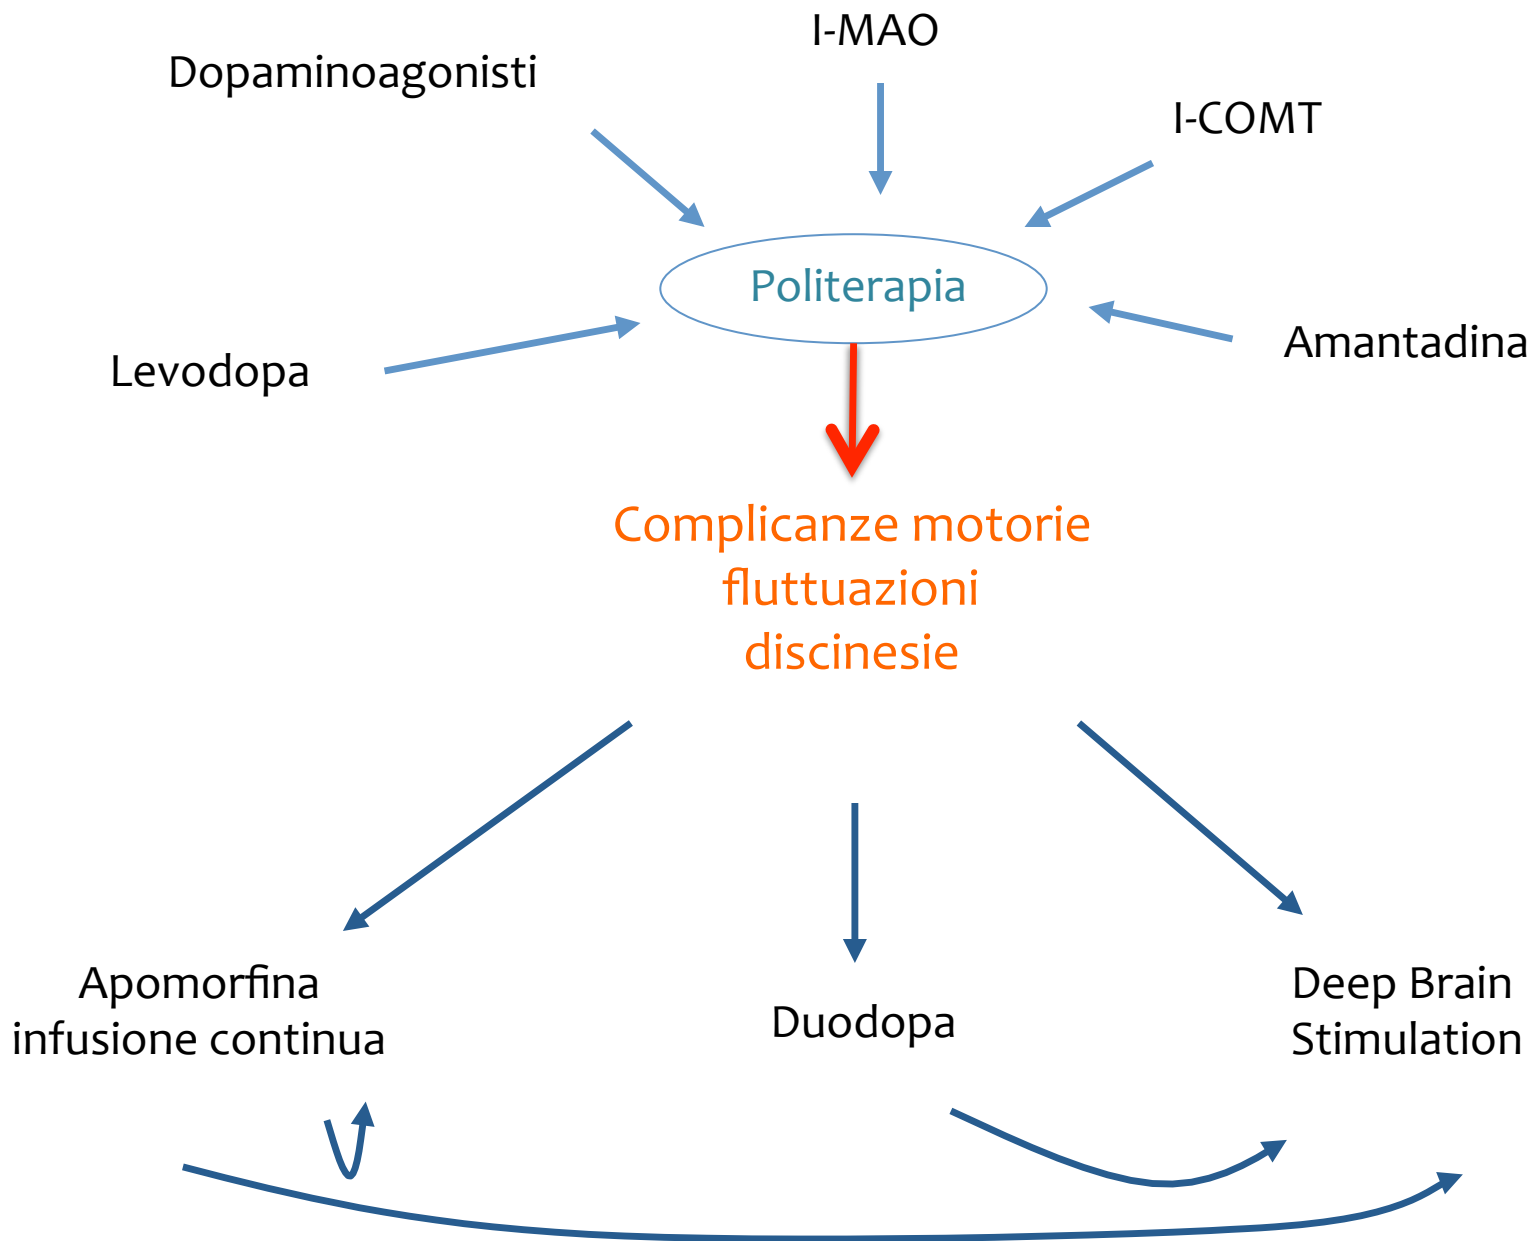 I-MAO
Dopaminoagonisti
I-COMT
Politerapia
Levodopa
Amantadina
Complicanze motorie
fluttuazioni
discinesie
Apomorfina
infusione continua
Duodopa
Deep Brain
Stimulation